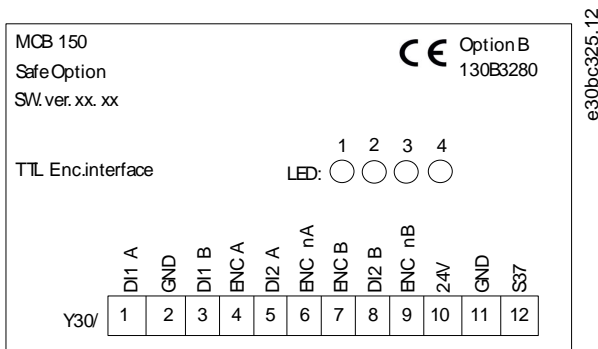 MCB 150
Safe Option
SW. ver. xx. xx
CE Option B
130B3280
e30bc325.12
TTL Enc.interface
1 2 3 4
LED:
DI1 A
GND
DI1 B
ENC A
DI2 A
ENC nA
ENC B
DI2 B
ENC nB
24V
GND
S37
Y30/ 1 2 3 4 5 6 7 8 9 10 11 12